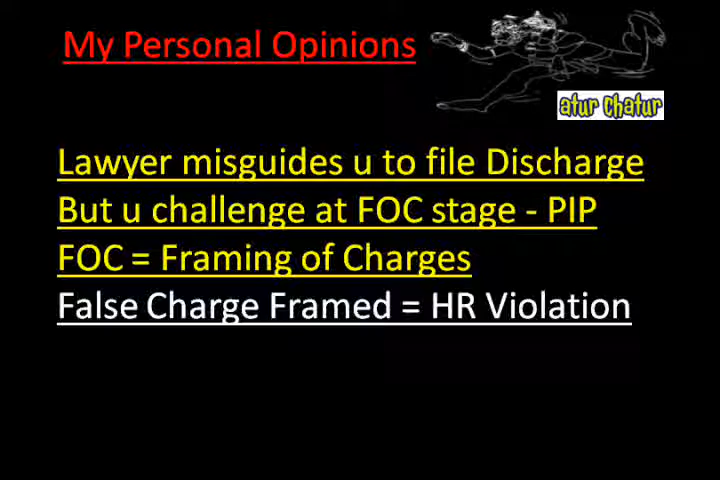 My Personal Opinions
atur chatur
Lawyer misguides u to file Discharge
But u challenge at FOC stage - PIP
FOC = Framing of Charges
False Charge Framed = HR Violation